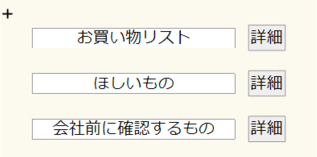 +
お買い物リスト 詳細
ほしいもの 詳細
会社前に確認するもの 詳細